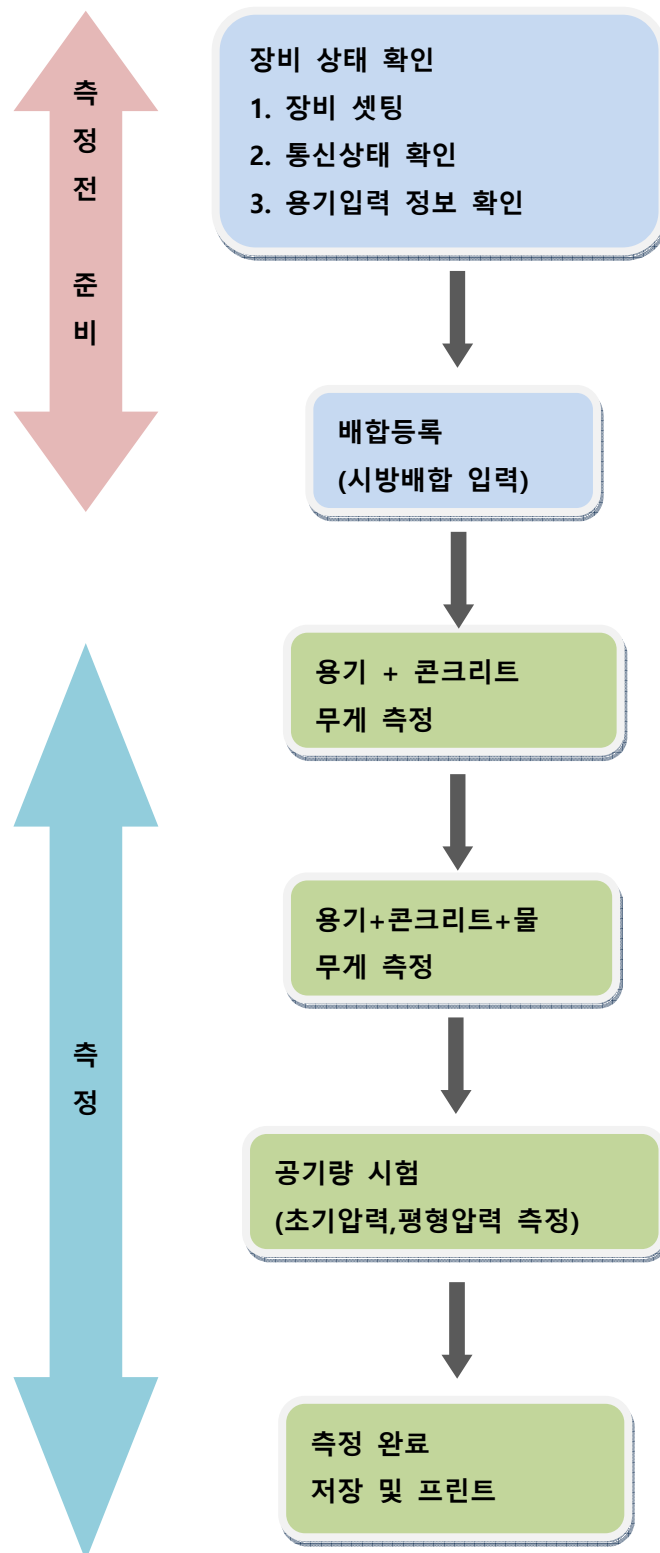 측
정
전
준
비
장비 상태 확인
1. 장비 셋팅
2. 통신상태 확인
3. 용기입력 정보 확인
배합등록
(시방배합 입력)
측
정
용기 + 콘크리트
무게 측정
용기+콘크리트+물
무게 측정
공기량 시험
(초기압력,평형압력 측정)
측정 완료
저장 및 프린트